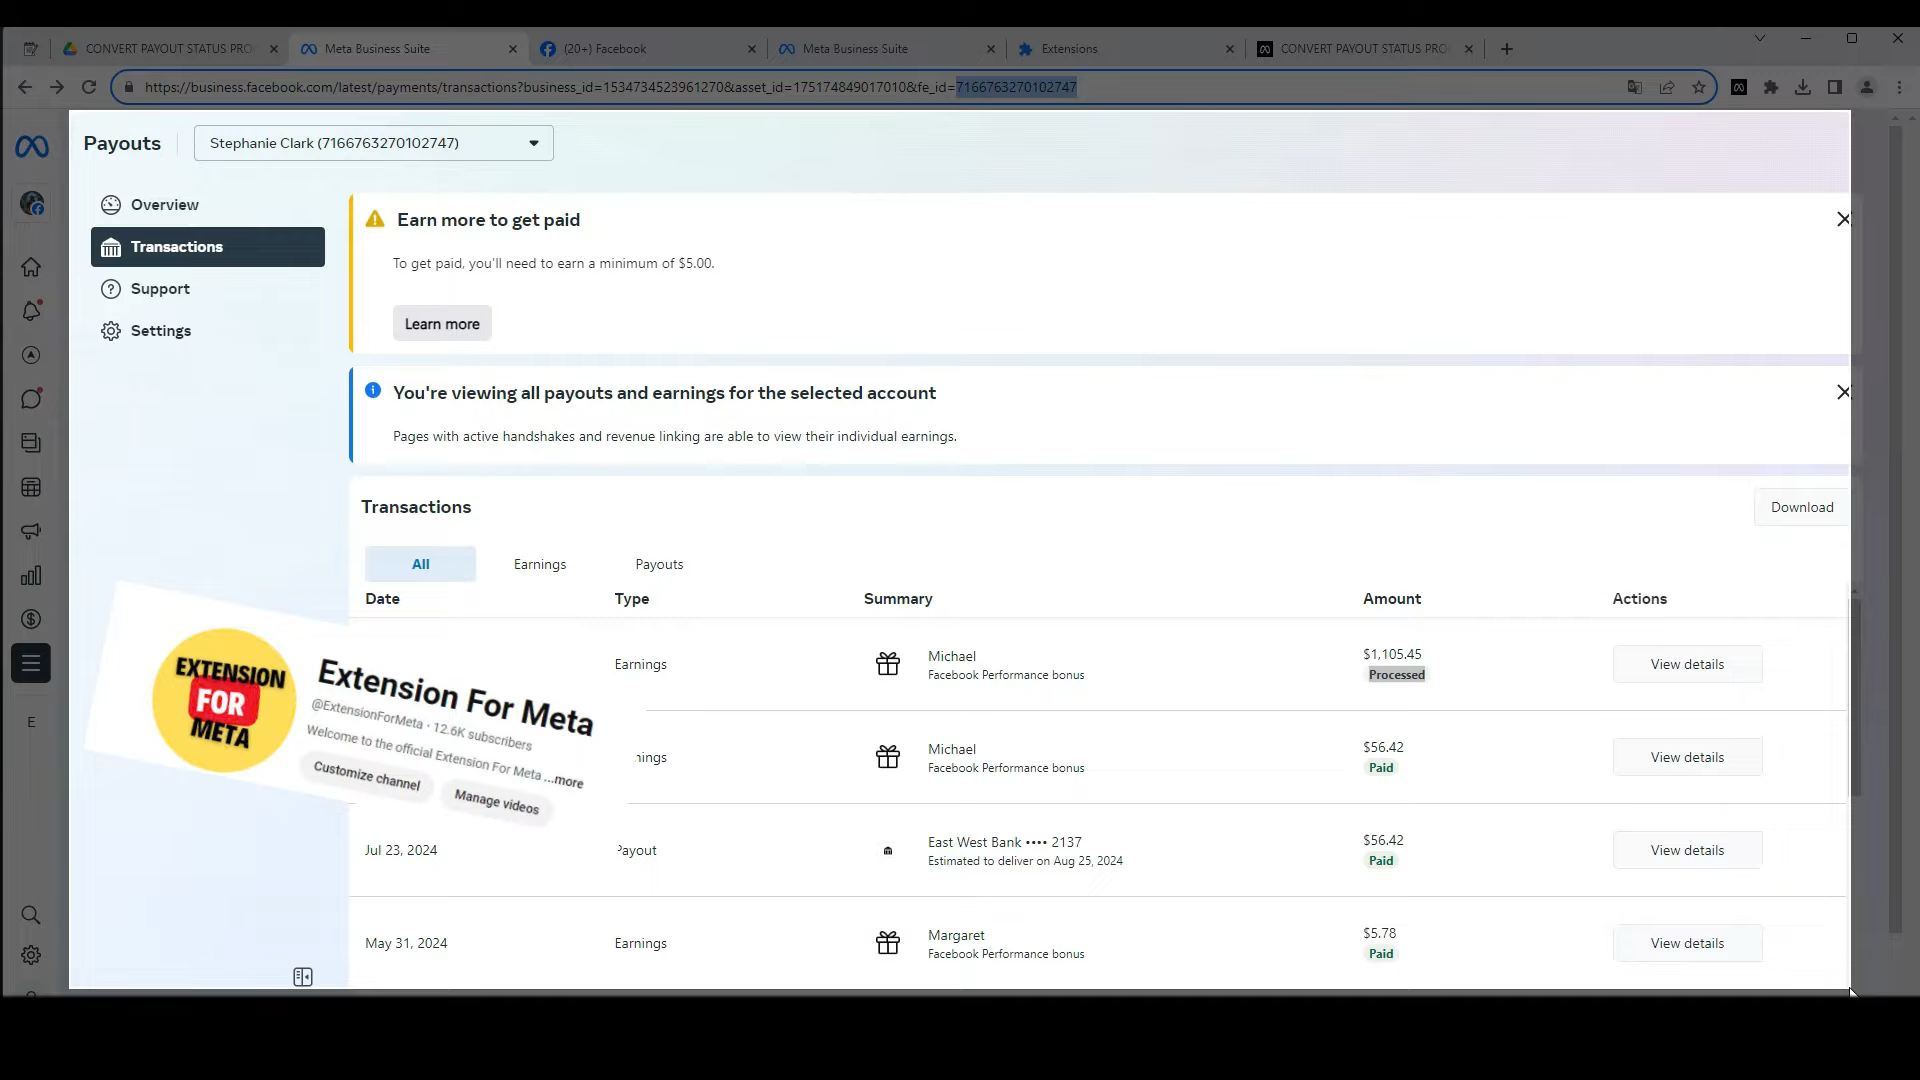 CONVERT PAYOUT STATUS PRO
Meta Business Suite
(20+) Facebook
Meta Business Suite
Extensions
CONVERT PAYOUT STATUS PRO
https://business.facebook.com/latest/payments/transactions?business_id=1534734523961270&asset_id=175174849017010&fe_id=7166763270102747
Payouts
Stephanie Clark (7166763270102747)
Overview
Transactions
Support
Settings
E
Earn more to get paid
To get paid, you'll need to earn a minimum of $5.00.
Learn more
You're viewing all payouts and earnings for the selected account
Pages with active handshakes and revenue linking are able to view their individual earnings.
Transactions
Download
All Earnings Payouts
Date Type Summary Amount Actions
Earnings
Michael
Facebook Performance bonus
$1,105.45
Processed
View details
nings
Michael
Facebook Performance bonus
$56.42
Paid
View details
Jul 23, 2024
Payout
East West Bank •••• 2137
Estimated to deliver on Aug 25, 2024
$56.42
Paid
View details
May 31, 2024
Earnings
Margaret
Facebook Performance bonus
$5.78
Paid
View details
EXTENSION
FOR
META
Extension For Meta
@ExtensionForMeta · 12.6K subscribers
Welcome to the official Extension For Meta ...more
Customize channel
Manage videos